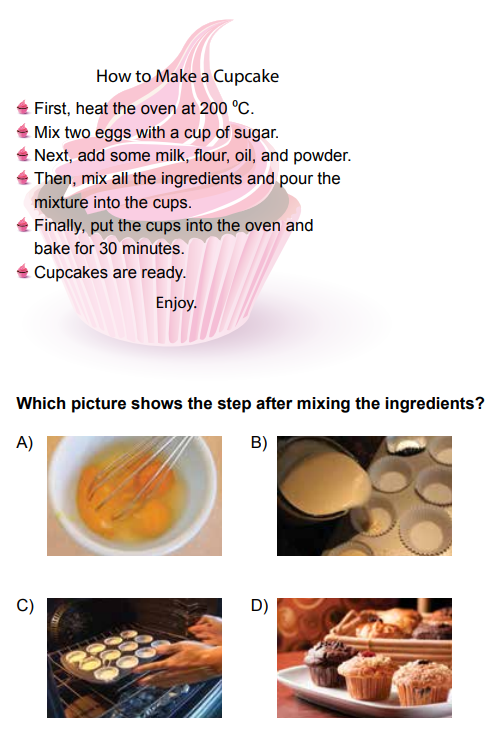 How to Make a Cupcake
First, heat the oven at 200 ⁰C.
Mix two eggs with a cup of sugar.
Next, add some milk, flour, oil, and powder.
Then, mix all the ingredients and pour the
mixture into the cups.
Finally, put the cups into the oven and
bake for 30 minutes.
Cupcakes are ready.
Enjoy.
Which picture shows the step after mixing the ingredients?
A)
B)
C)
D)